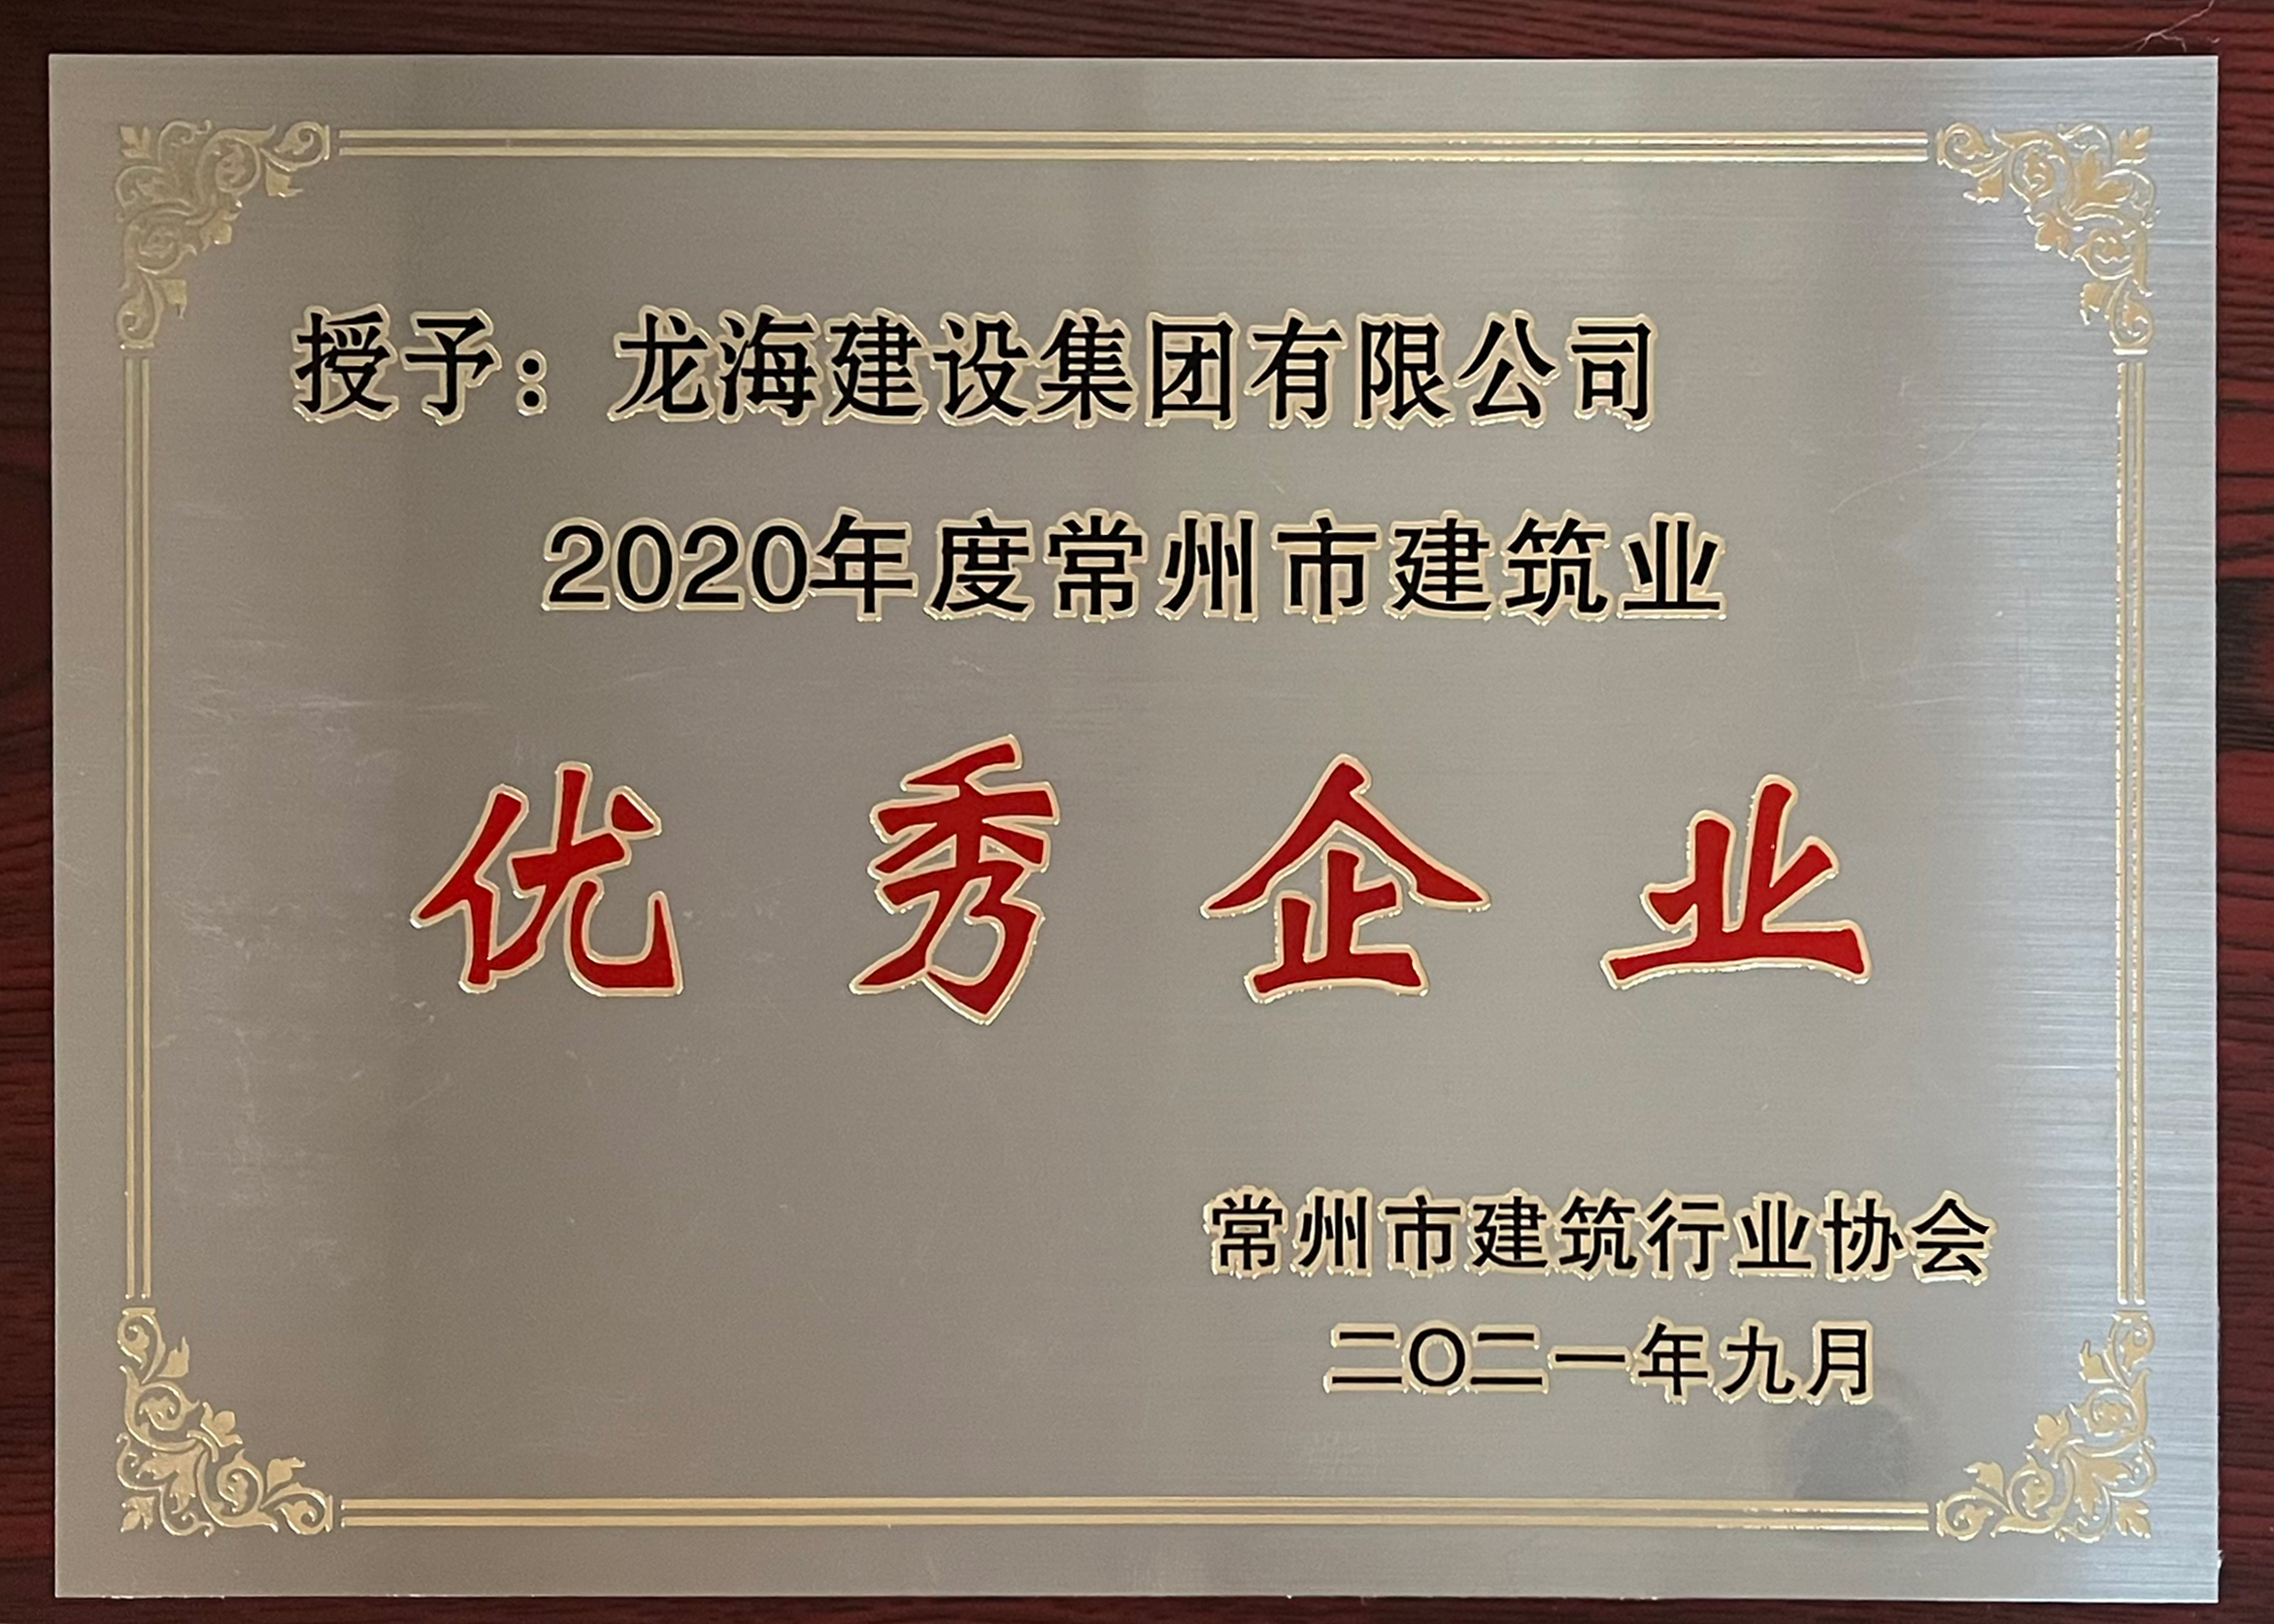 授予：龙海建设集团有限公司
2020年度常州市建筑业
优秀企业
常州市建筑行业协会
二〇二一年九月